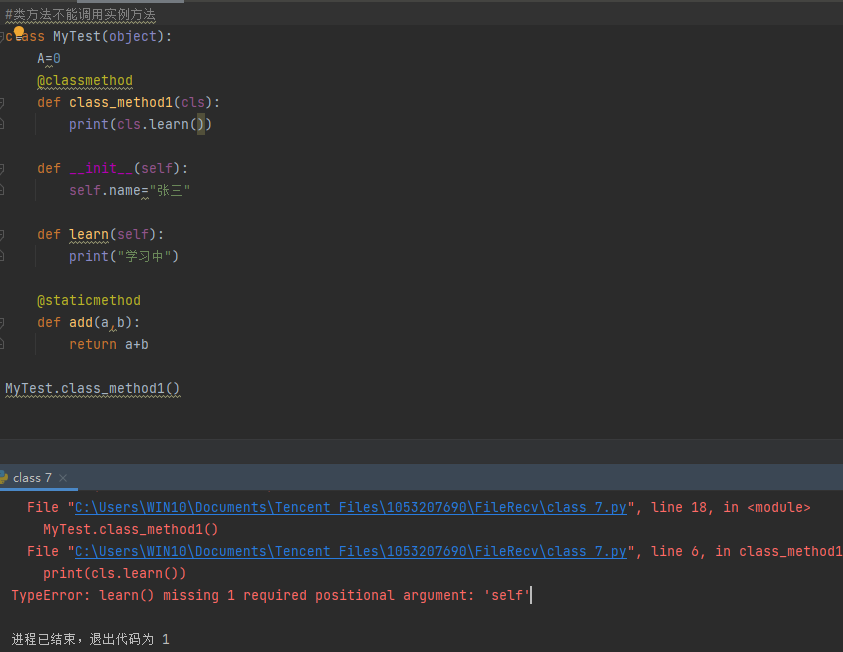 #类方法不能调用实例方法
class MyTest(object):
    A=0
    @classmethod
    def class_method1(cls):
        print(cls.learn())
    def __init__(self):
        self.name="张三"
    def learn(self):
        print("学习中")
    @staticmethod
    def add(a,b):
        return a+b
MyTest.class_method1()
class 7 ×
  File "C:\Users\WIN10\Documents\Tencent Files\1053207690\FileRecv\class 7.py", line 18, in <module>
    MyTest.class_method1()
  File "C:\Users\WIN10\Documents\Tencent Files\1053207690\FileRecv\class 7.py", line 6, in class_method1
    print(cls.learn())
TypeError: learn() missing 1 required positional argument: 'self'
进程已结束，退出代码为 1